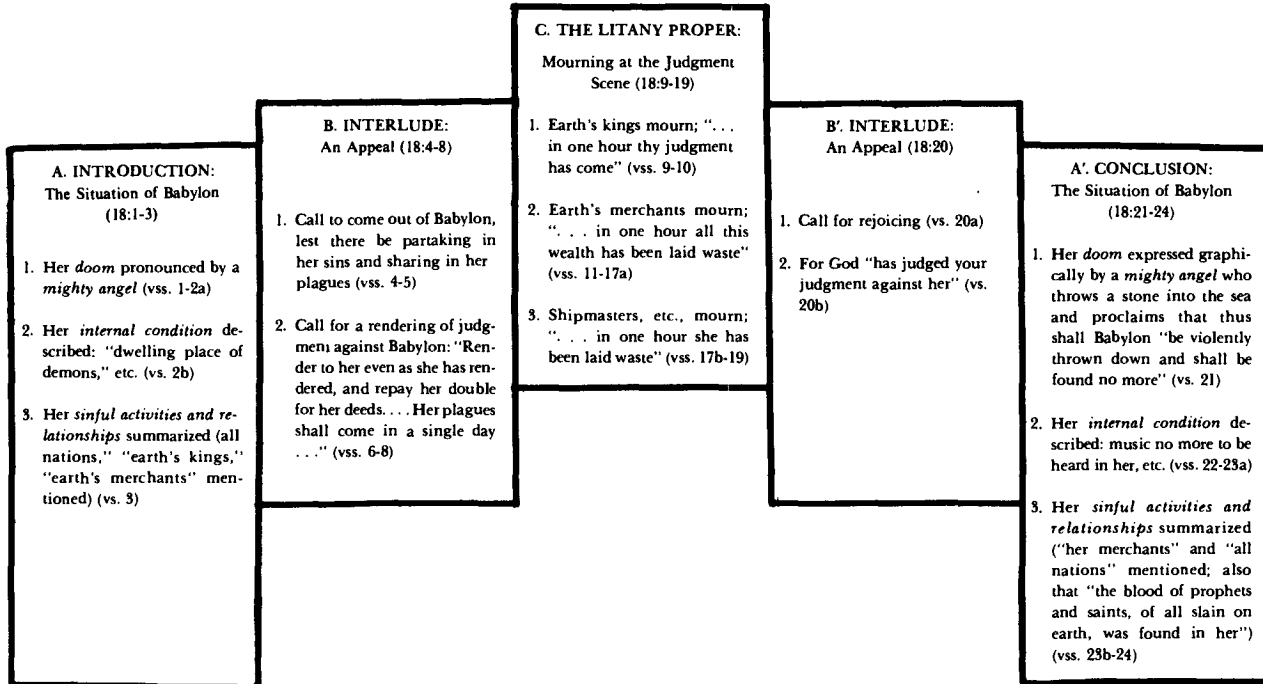 A. INTRODUCTION:
The Situation of Babylon
(18:1-3)
1. Her doom pronounced by a
mighty angel (vss. 1-2a)
2. Her internal condition de-
scribed: "dwelling place of
demons," etc. (vs. 2b)
3. Her sinful activities and re-
lationships summarized (all
nations," "earth's kings,"
"earth's merchants" men-
tioned) (vs. 3)
B. INTERLUDE:
An Appeal (18:4-8)
1. Call to come out of Babylon,
lest there be partaking in
her sins and sharing in her
plagues (vss. 4-5)
2. Call for a rendering of judg-
ment against Babylon: "Ren-
der to her even as she has ren-
dered, and repay her double
for her deeds. . . . Her plagues
shall come in a single day
. . ." (vss. 6-8)
C. THE LITANY PROPER:
Mourning at the Judgment
Scene (18:9-19)
1. Earth's kings mourn; ". . .
in one hour thy judgment
has come" (vss. 9-10)
2. Earth's merchants mourn;
". . . in one hour all this
wealth has been laid waste"
(vss. 11-17a)
3. Shipmasters, etc., mourn;
". . . in one hour she has
been laid waste" (vss. 17b-19)
B'. INTERLUDE:
An Appeal (18:20)
1. Call for rejoicing (vs. 20a)
2. For God "has judged your
judgment against her" (vs.
20b)
A'. CONCLUSION:
The Situation of Babylon
(18:21-24)
1. Her doom expressed graphi-
cally by a mighty angel who
throws a stone into the sea
and proclaims that thus
shall Babylon "be violently
thrown down and shall be
found no more" (vs. 21)
2. Her internal condition de-
scribed: music no more to be
heard in her, etc. (vss. 22-23a)
3. Her sinful activities and
relationships summarized
("her merchants" and "all
nations" mentioned; also
that "the blood of prophets
and saints, of all slain on
earth, was found in her")
(vss. 23b-24)